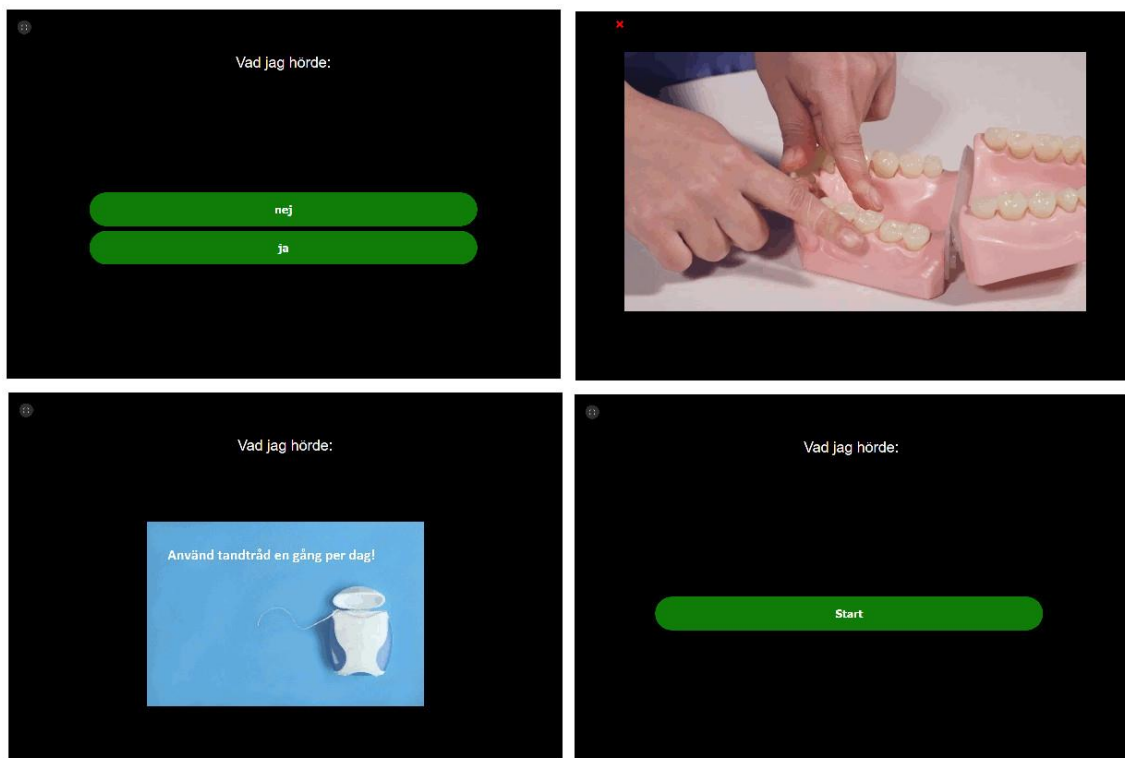 Vad jag hörde:
nej
ja
Vad jag hörde:
Använd tandtråd en gång per dag!
Vad jag hörde:
Start